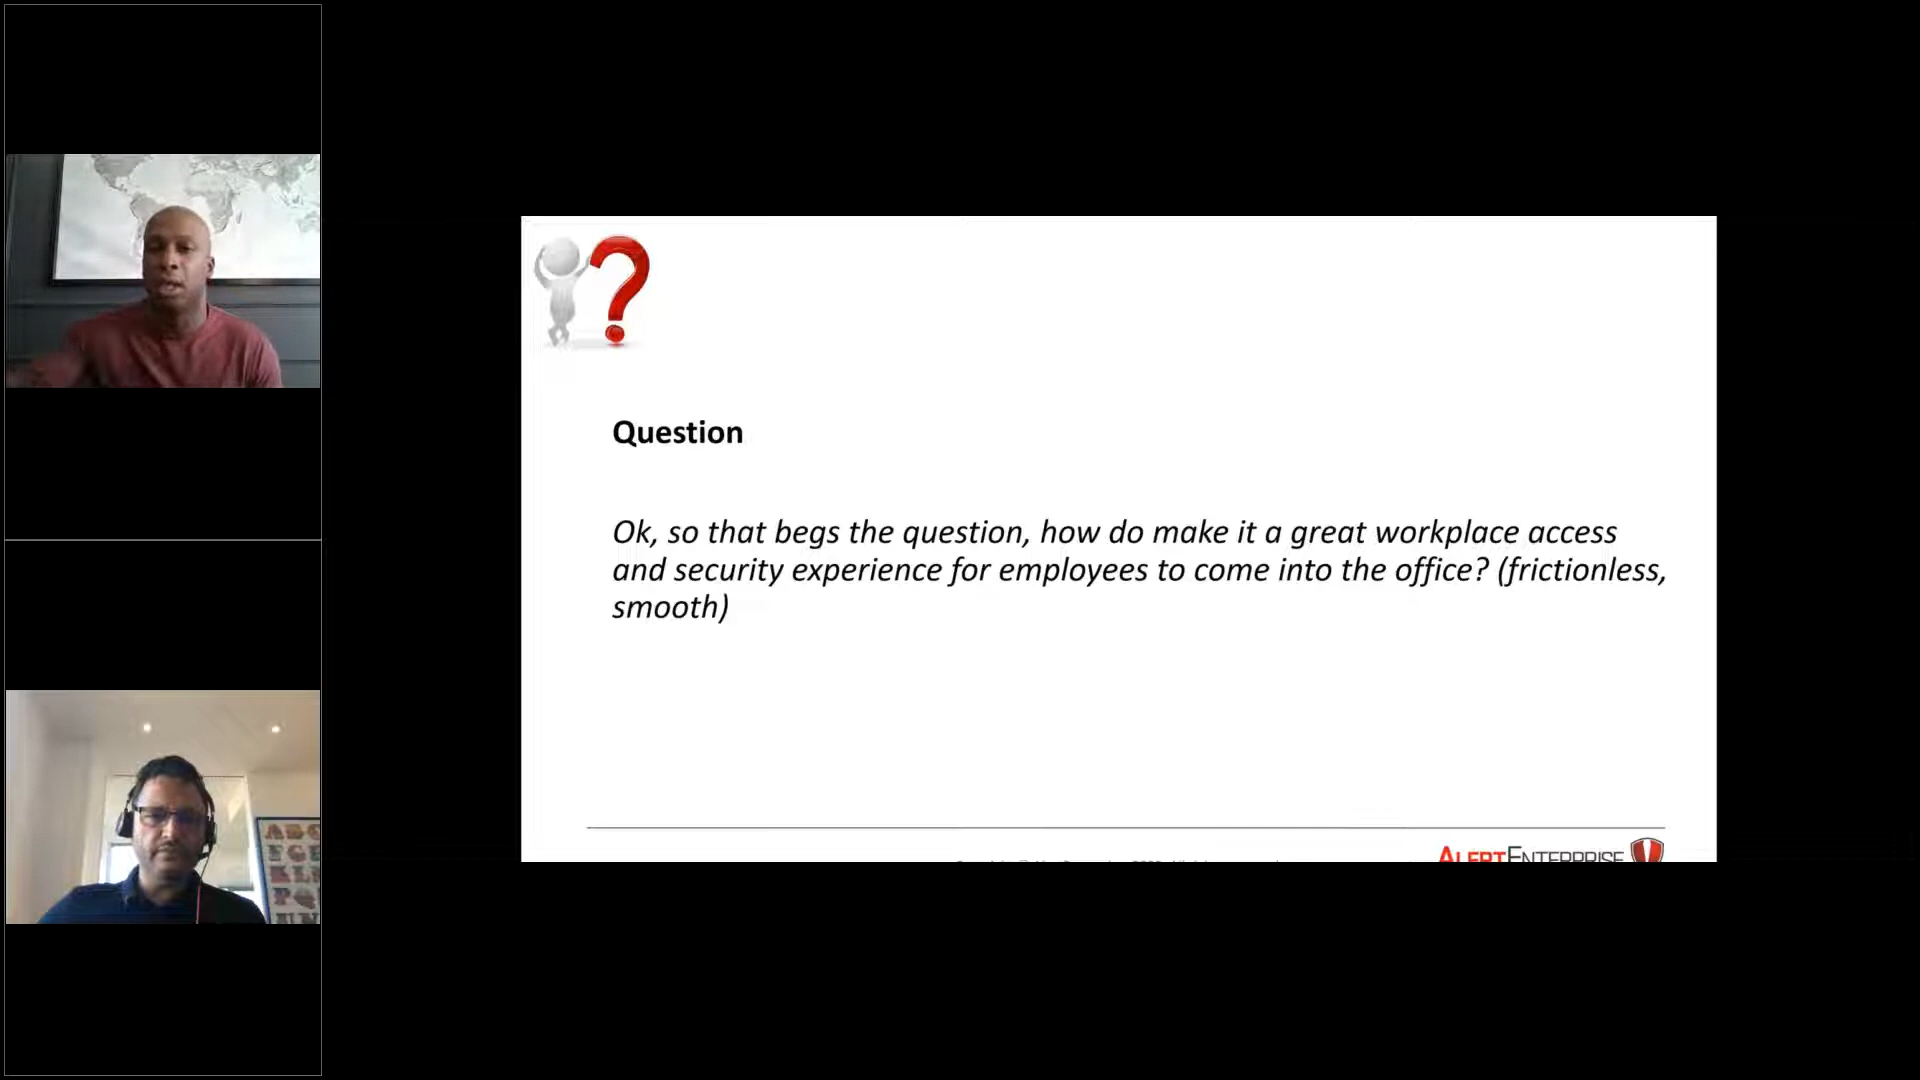 Question
Ok, so that begs the question, how do make it a great workplace access
and security experience for employees to come into the office? (frictionless,
smooth)
ALERTENTERPRISE